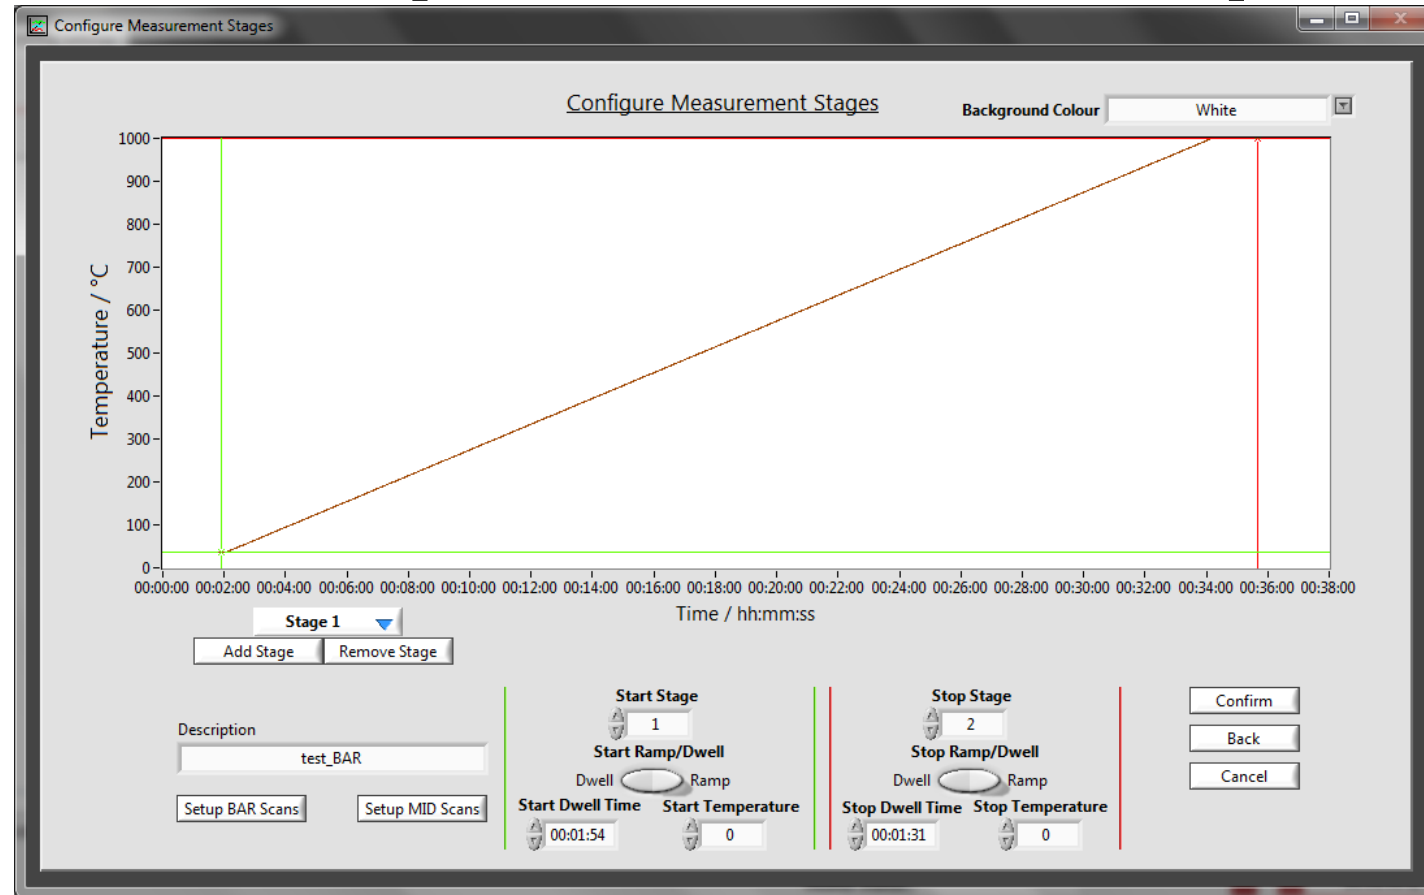 Configure Measurement Stages
Configure Measurement Stages
Background Colour White
1000
900
800
700
600
500
400
300
200
100
0
Temperature / °C
00:00:00 00:02:00 00:04:00 00:06:00 00:08:00 00:10:00 00:12:00 00:14:00 00:16:00 00:18:00 00:20:00 00:22:00 00:24:00 00:26:00 00:28:00 00:30:00 00:32:00 00:34:00 00:36:00 00:38:00
Time / hh:mm:ss
Stage 1
Add Stage Remove Stage
Description
test_BAR
Setup BAR Scans Setup MID Scans
Start Stage
1
Start Ramp/Dwell
Dwell Ramp
Start Dwell Time Start Temperature
00:01:54 0
Stop Stage
2
Stop Ramp/Dwell
Dwell Ramp
Stop Dwell Time Stop Temperature
00:01:31 0
Confirm
Back
Cancel